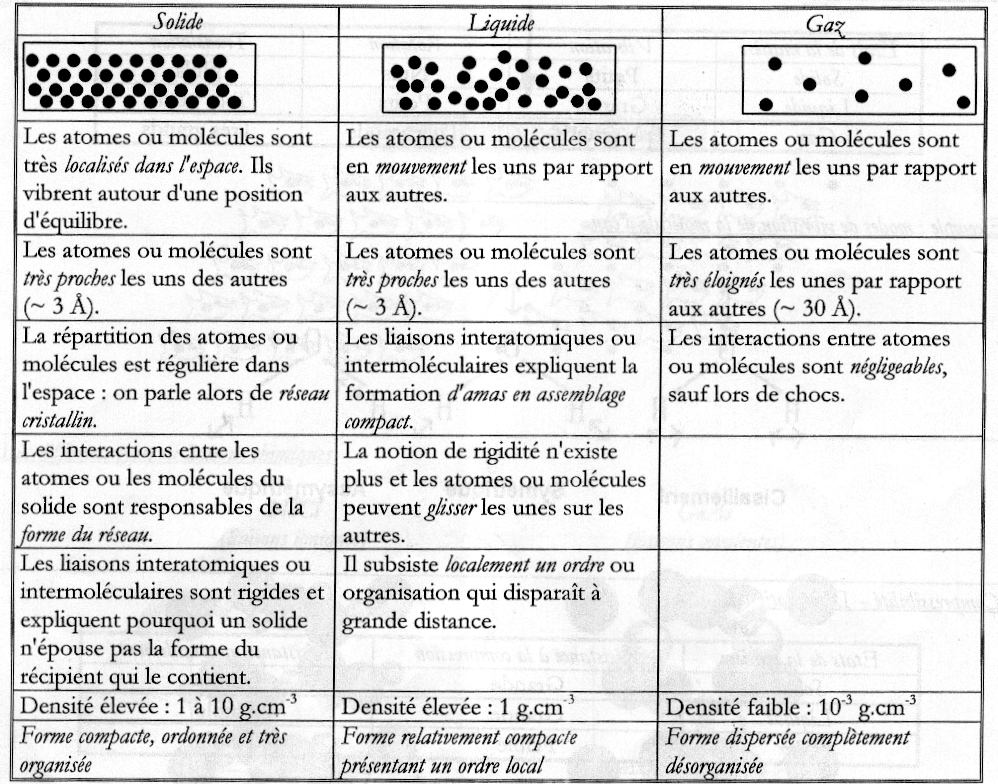 Solide
Liquide
Gaz
Les atomes ou molécules sont
très localisés dans l'espace. Ils
vibrent autour d'une position
d'équilibre.
Les atomes ou molécules sont
en mouvement les uns par rapport
aux autres.
Les atomes ou molécules sont
en mouvement les uns par rapport
aux autres.
Les atomes ou molécules sont
très proches les uns des autres
(~ 3 Å).
Les atomes ou molécules sont
très proches les uns des autres
(~ 3 Å).
Les atomes ou molécules sont
très éloignés les unes par rapport
aux autres (~ 30 Å).
La répartition des atomes ou
molécules est régulière dans
l'espace : on parle alors de réseau
cristallin.
Les liaisons interatomiques ou
intermoléculaires expliquent la
formation d'amas en assemblage
compact.
Les interactions entre atomes
ou molécules sont négligeables,
sauf lors de chocs.
Les interactions entre les
atomes ou les molécules du
solide sont responsables de la
forme du réseau.
La notion de rigidité n'existe
plus et les atomes ou molécules
peuvent glisser les unes sur les
autres.
Les liaisons interatomiques ou
intermoléculaires sont rigides et
expliquent pourquoi un solide
n'épouse pas la forme du
récipient qui le contient.
Il subsiste localement un ordre ou
organisation qui disparaît à
grande distance.
Densité élevée : 1 à 10 g.cm⁻³
Densité élevée : 1 g.cm⁻³
Densité faible : 10⁻³ g.cm⁻³
Forme compacte, ordonnée et très
organisée
Forme relativement compacte
présentant un ordre local
Forme dispersée complètement
désorganisée